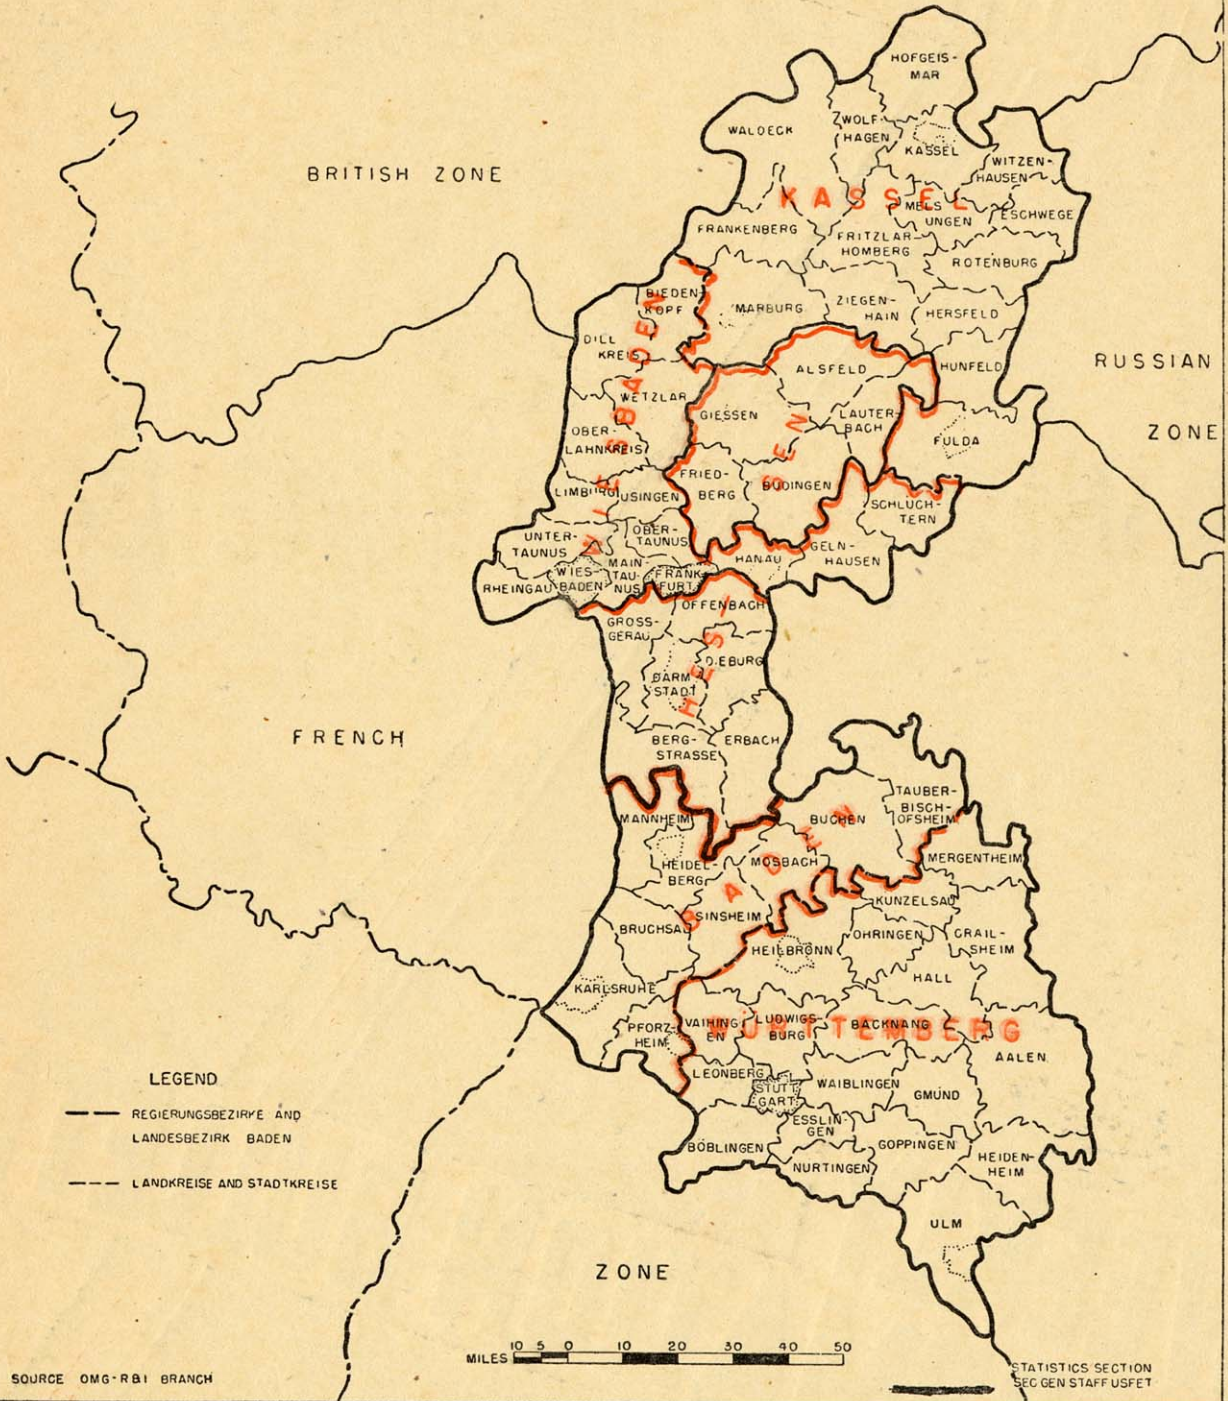 HOFGEIS-
MAR
WALDECK
WOLF-
HAGEN
KASSEL
WITZEN-
HAUSEN
BRITISH ZONE
KASSEL
MELS
UNGEN
ESCHWEGE
FRANKENBERG
FRITZLAR-
HOMBERG
ROTENBURG
BIEDEN-
KOPF
MARBURG
ZIEGEN-
HAIN
HERSFELD
DILL
KREIS
WIESBADEN
ALSFELD
HUNFELD
RUSSIAN
ZONE
WETZLAR
GIESSEN
LAUTER-
BACH
FULDA
OBER-
LAHNKREIS
FRIED-
BERG
BUDINGEN
LIMBURG
USINGEN
SCHLUCH-
TERN
UNTER-
TAUNUS
OBER-
TAUNUS
HANAU
GELN-
HAUSEN
RHEINGAU
WIES-
BADEN
MAIN
TAU-
NUS
FRANK
FURT
OFFENBACH
GROSS-
GERAU
HES-
SEN
DIEBURG
DARM
STADT
FRENCH
BERG-
STRASSE
ERBACH
TAUBER-
BISCH-
OFSHEIM
MANNHEIM
BUCHEN
BADEN
HEIDEL-
BERG
MOSBACH
MERGENTHEIM
SINSHEIM
KUNZELSAU
BRUCHSAL
HEILBRONN
OHRINGEN
CRAIL-
SHEIM
HALL
KARLSRUHE
PFORZ-
HEIM
VAIHING
EN
LUDWIGS-
BURG
BACKNANG
WÜRTTEMBERG
AALEN
LEONBERG
STUTT
GART
WAIBLINGEN
GMÜND
ESSLIN-
GEN
BÖBLINGEN
GOPPINGEN
NURTINGEN
HEIDEN-
HEIM
ULM
ZONE
LEGEND
REGIERUNGSBEZIRKE AND
LANDESBEZIRK BADEN
LANDKREISE AND STADTKREISE
10 5 0 10 20 30 40 50
MILES
SOURCE OMG-RBI BRANCH
STATISTICS SECTION
SEC GEN STAFF USFET